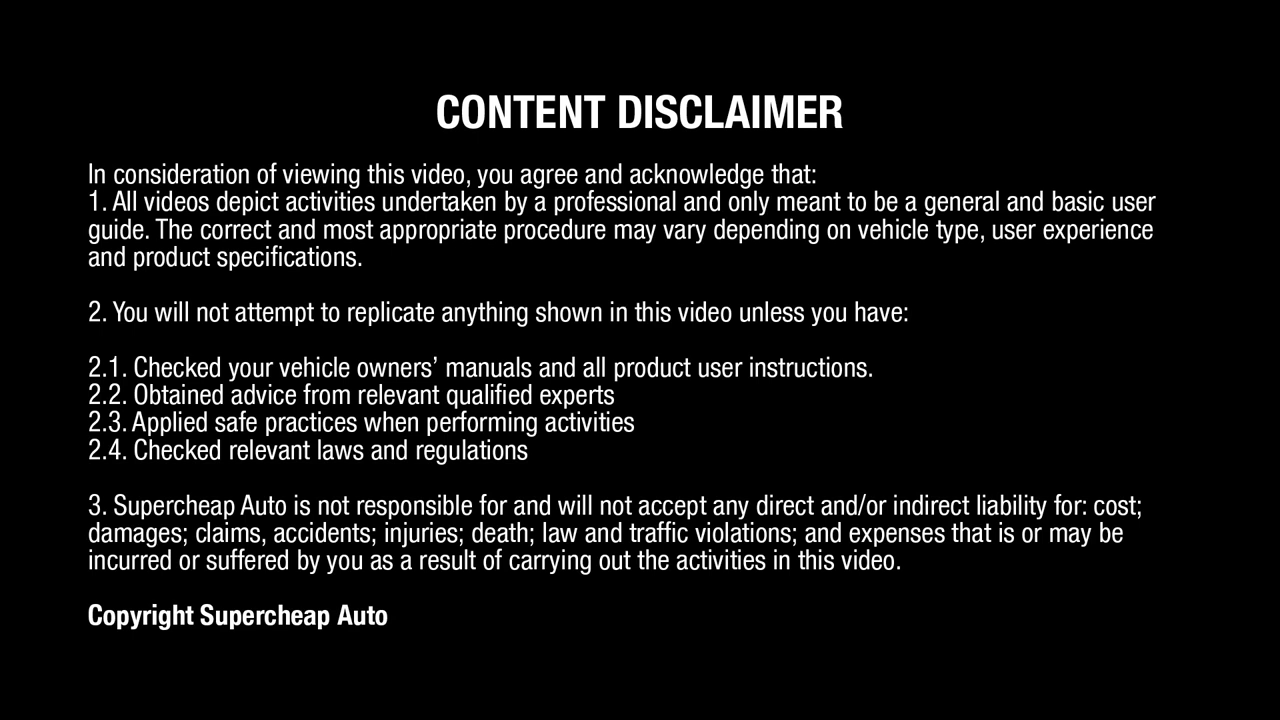 CONTENT DISCLAIMER
In consideration of viewing this video, you agree and acknowledge that:
1. All videos depict activities undertaken by a professional and only meant to be a general and basic user
guide. The correct and most appropriate procedure may vary depending on vehicle type, user experience
and product specifications.
2. You will not attempt to replicate anything shown in this video unless you have:
2.1. Checked your vehicle owners’ manuals and all product user instructions.
2.2. Obtained advice from relevant qualified experts
2.3. Applied safe practices when performing activities
2.4. Checked relevant laws and regulations
3. Supercheap Auto is not responsible for and will not accept any direct and/or indirect liability for: cost;
damages; claims, accidents; injuries; death; law and traffic violations; and expenses that is or may be
incurred or suffered by you as a result of carrying out the activities in this video.
Copyright Supercheap Auto